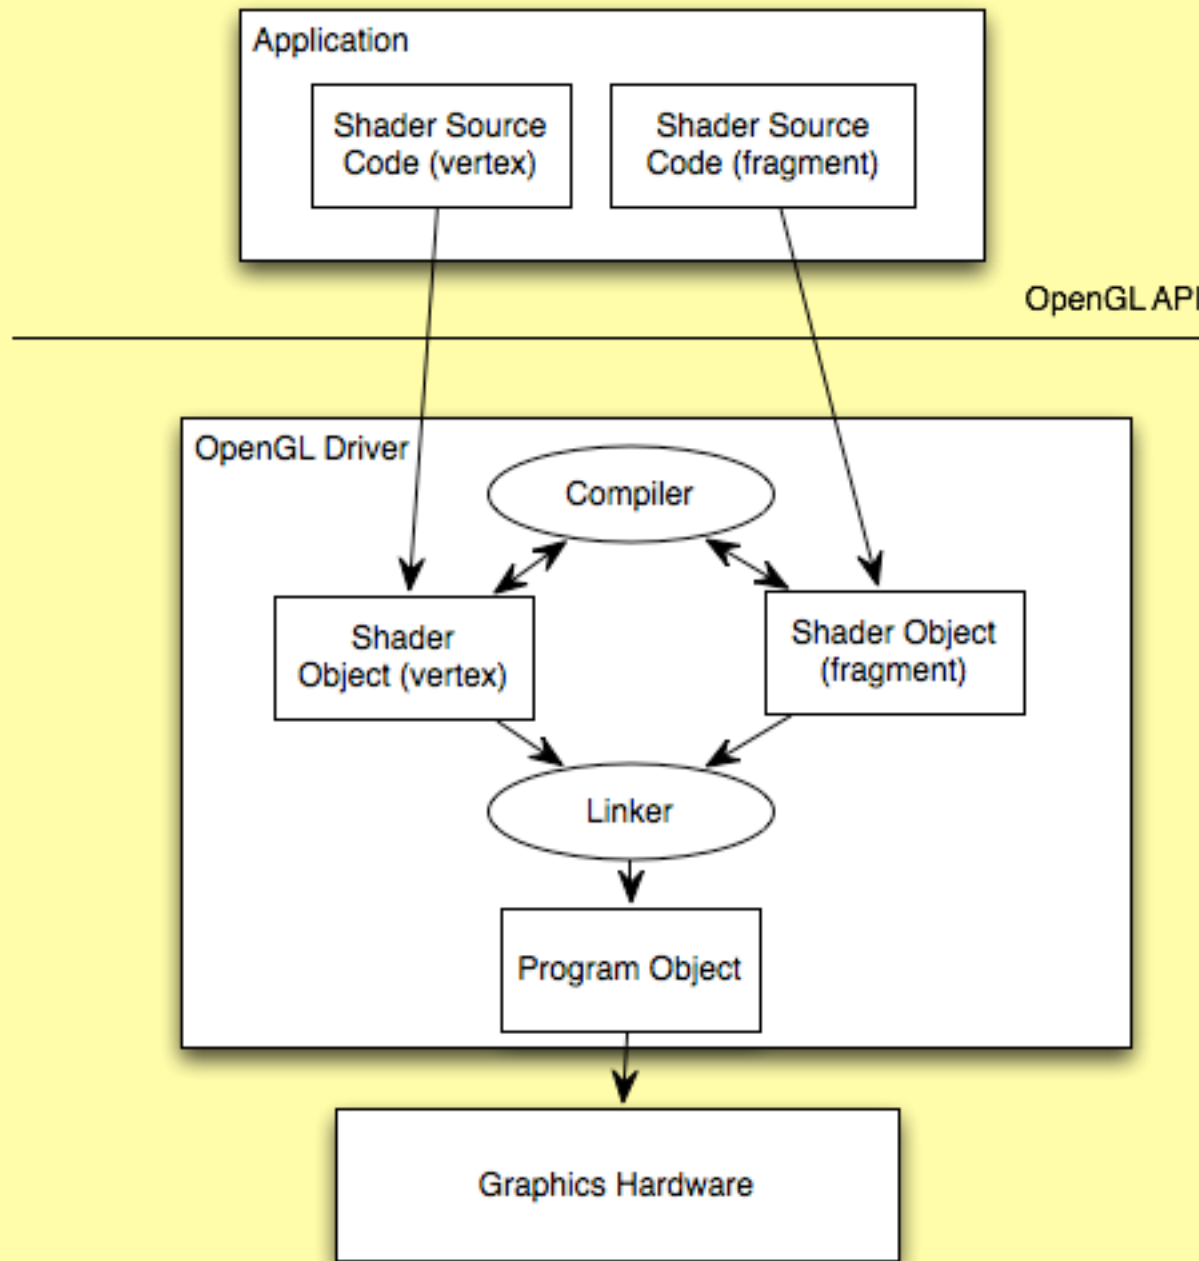 Application
Shader Source
Code (vertex)
Shader Source
Code (fragment)
OpenGL API
OpenGL Driver
Compiler
Shader
Object (vertex)
Shader Object
(fragment)
Linker
Program Object
Graphics Hardware